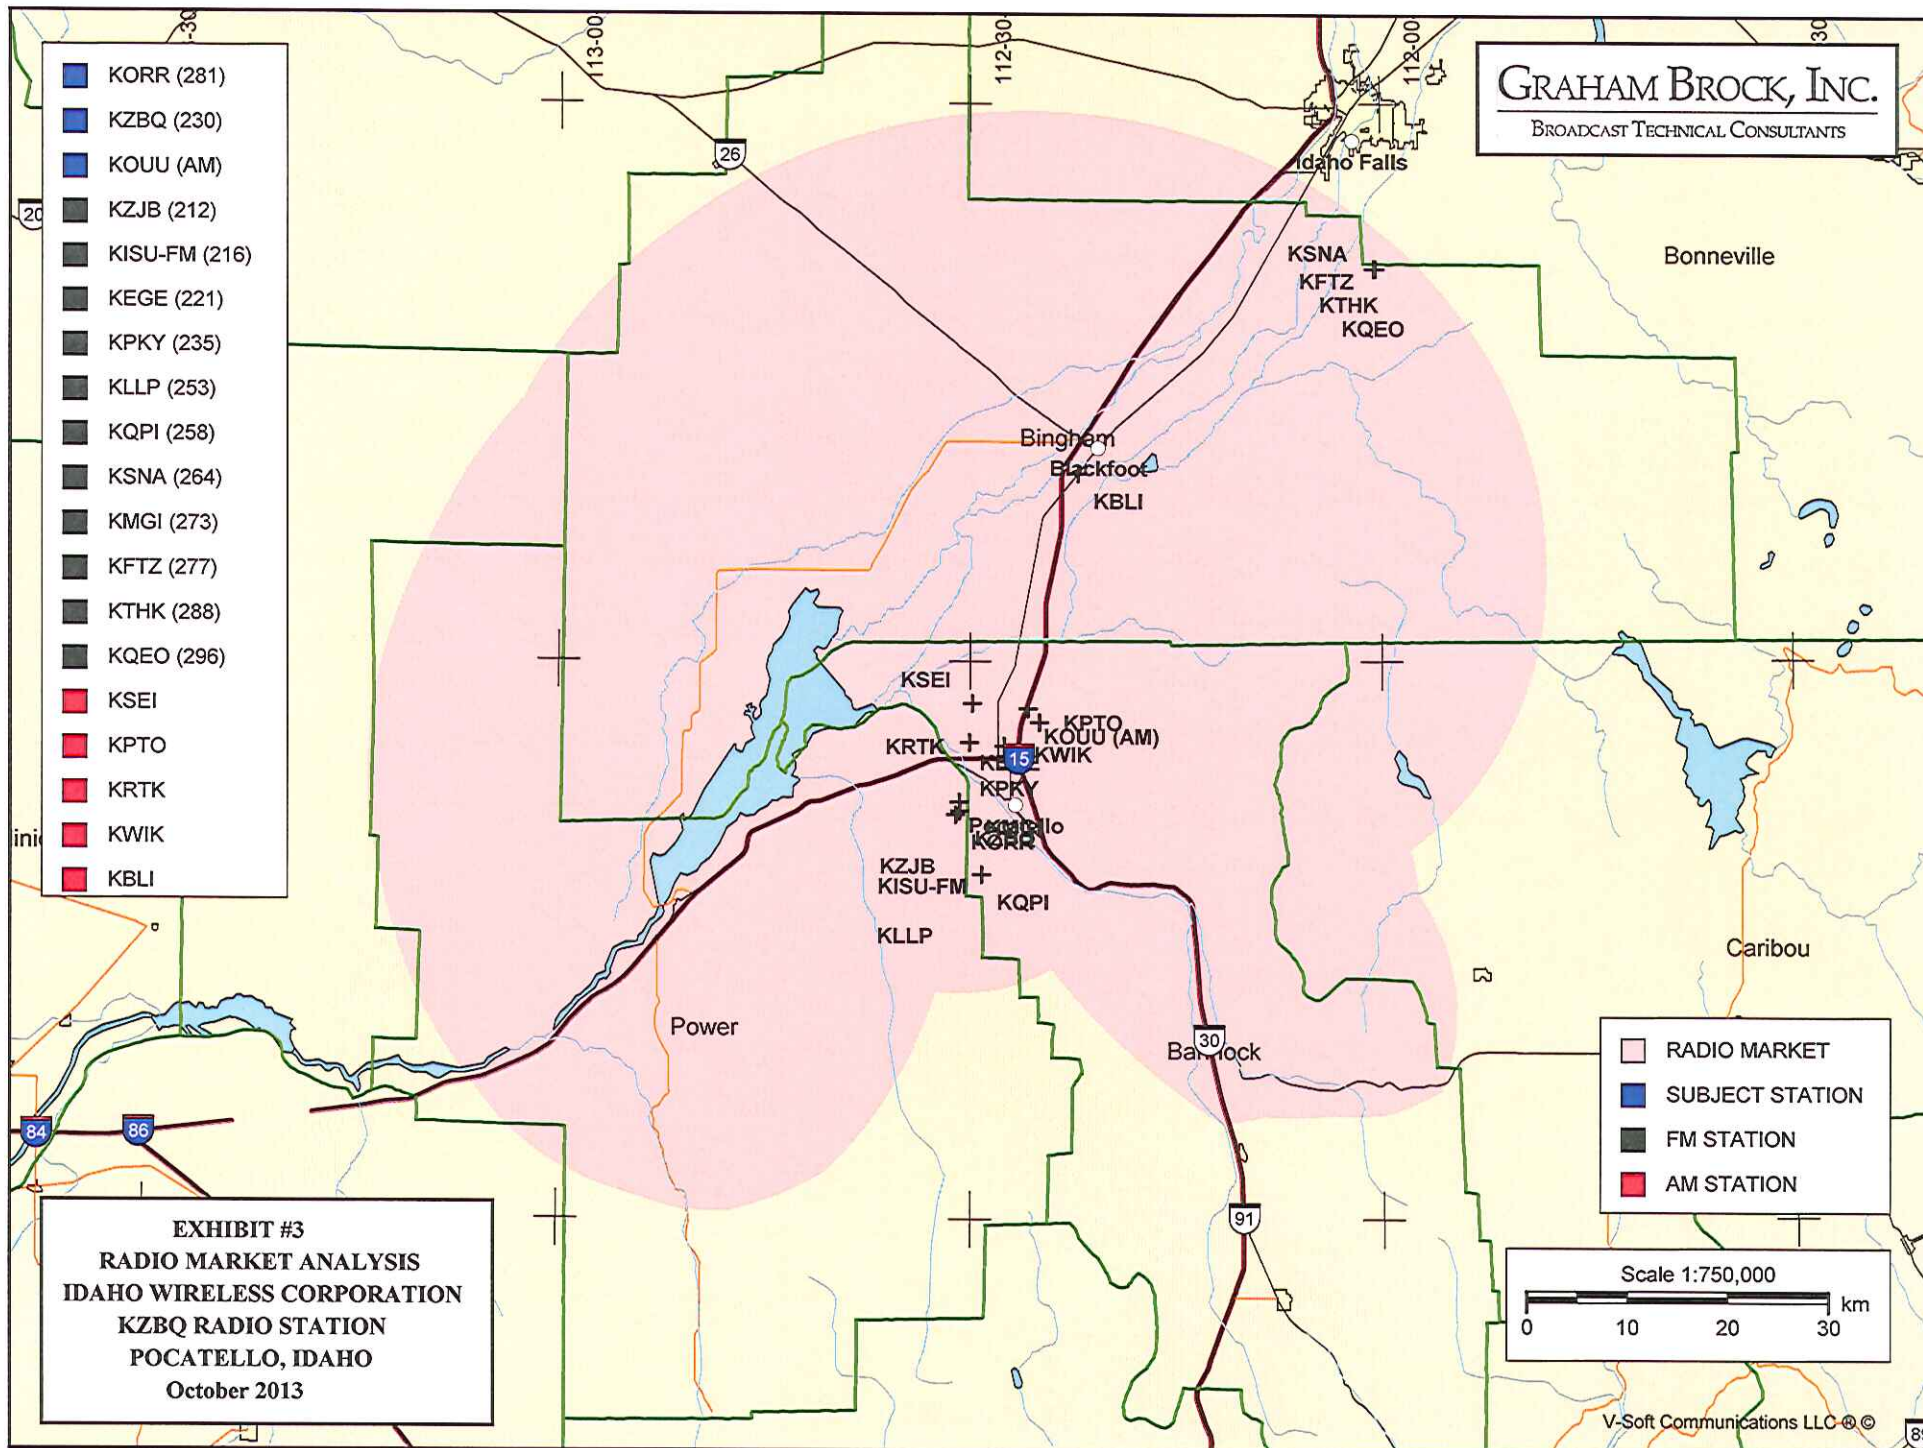 KORR (281)
KZBQ (230)
KOUU (AM)
KZJB (212)
KISU-FM (216)
KEGE (221)
KPKY (235)
KLLP (253)
KQPI (258)
KSNA (264)
KMGI (273)
KFTZ (277)
KTHK (288)
KQEO (296)
KSEI
KPTO
KRTK
KWIK
KBLI
113-00
112-30
112-00
GRAHAM BROCK, INC.
BROADCAST TECHNICAL CONSULTANTS
26
20
Idaho Falls
Bonneville
KSNA
KFTZ
KTHK
KQEO
Bingham
Blackfoot
KBLI
KSEI
KPTO
KOUU (AM)
KRTK
15
KWIK
KPKY
Pocatello
KORR
KZJB
KISU-FM
KQPI
KLLP
Caribou
Power
30
Bannock
84
86
91
RADIO MARKET
SUBJECT STATION
FM STATION
AM STATION
EXHIBIT #3
RADIO MARKET ANALYSIS
IDAHO WIRELESS CORPORATION
KZBQ RADIO STATION
POCATELLO, IDAHO
October 2013
Scale 1:750,000
km
0 10 20 30
V-Soft Communications LLC ® ©